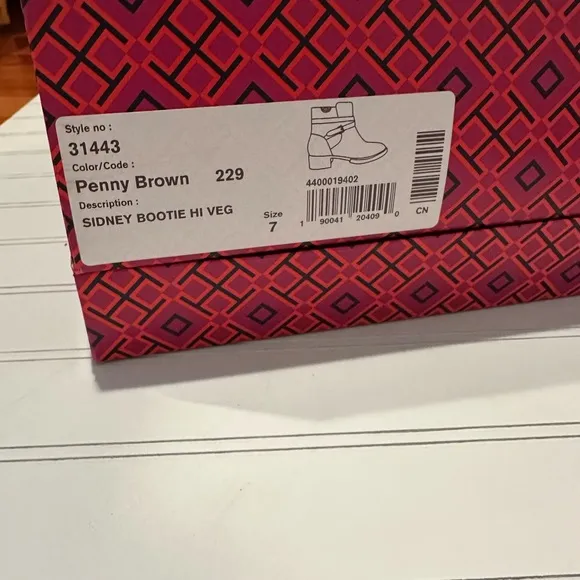 Style no :
31443
Color/Code :
Penny Brown 229
Description :
SIDNEY BOOTIE HI VEG
Size
7
4400019402
1 90041 20409 0
CN